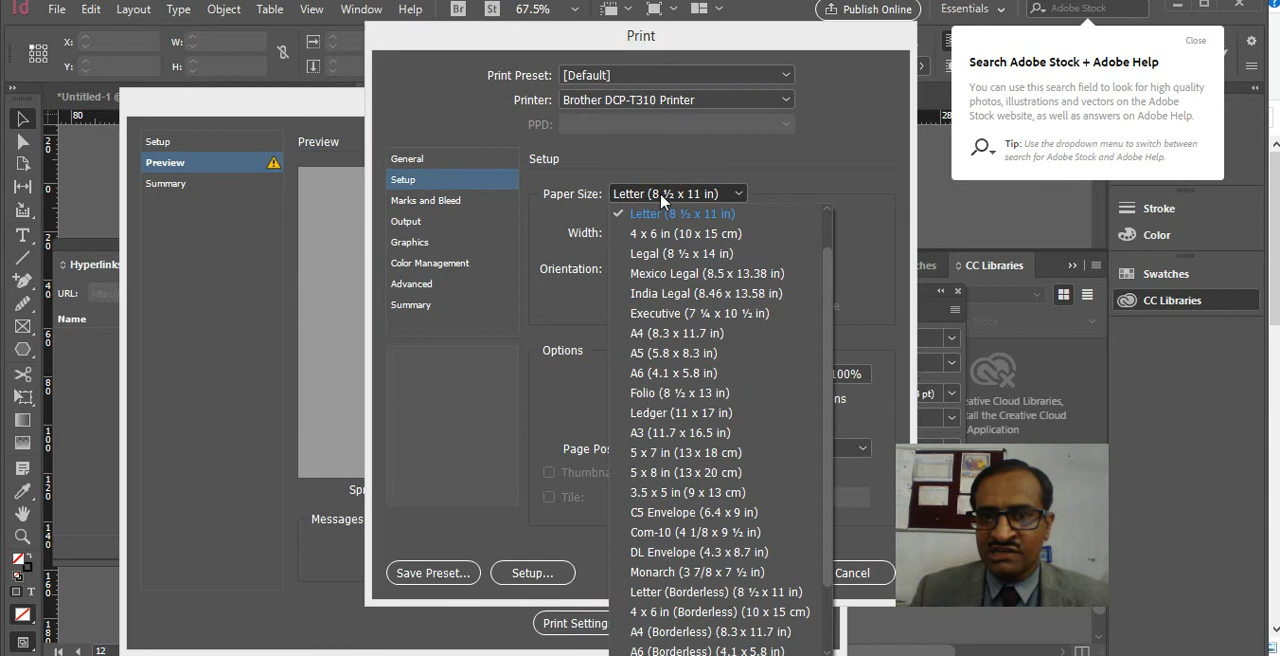 Id File Edit Layout Type Object Table View Window Help Br St 67.5% Publish Online Essentials Adobe Stock
X: W:
Y: H:
*Untitled-1 @
80
Print
Print Preset: [Default]
Printer: Brother DCP-T310 Printer
PPD:
Close
Search Adobe Stock + Adobe Help
You can use this search field to look for high quality
photos, illustrations and vectors on the Adobe
Stock website, as well as answers on Adobe Help.
Tip: Use the dropdown menu to switch between
search for Adobe Stock and Adobe Help.
Setup
Preview
Summary
Preview
General
Setup
Marks and Bleed
Output
Graphics
Color Management
Advanced
Summary
Setup
Paper Size: Letter (8 ½ x 11 in)
Width:
Orientation:
Options
100%
Page Pos
Thumbna
Tile:
Letter (8 ½ x 11 in)
4 x 6 in (10 x 15 cm)
Legal (8 ½ x 14 in)
Mexico Legal (8.5 x 13.38 in)
India Legal (8.46 x 13.58 in)
Executive (7 ¼ x 10 ½ in)
A4 (8.3 x 11.7 in)
A5 (5.8 x 8.3 in)
A6 (4.1 x 5.8 in)
Folio (8 ½ x 13 in)
Ledger (11 x 17 in)
A3 (11.7 x 16.5 in)
5 x 7 in (13 x 18 cm)
5 x 8 in (13 x 20 cm)
3.5 x 5 in (9 x 13 cm)
C5 Envelope (6.4 x 9 in)
Com-10 (4 1/8 x 9 ½ in)
DL Envelope (4.3 x 8.7 in)
Monarch (3 7/8 x 7 ½ in)
Letter (Borderless) (8 ½ x 11 in)
4 x 6 in (Borderless) (10 x 15 cm)
A4 (Borderless) (8.3 x 11.7 in)
A6 (Borderless) (4.1 x 5.8 in)
Save Preset... Setup... Cancel
Print Setting
Hyperlinks
URL:
Name
Spr
Messages
Stroke
Color
Swatches
CC Libraries
ches CC Libraries
pt)
eative Cloud Libraries,
all the Creative Cloud
Application
12